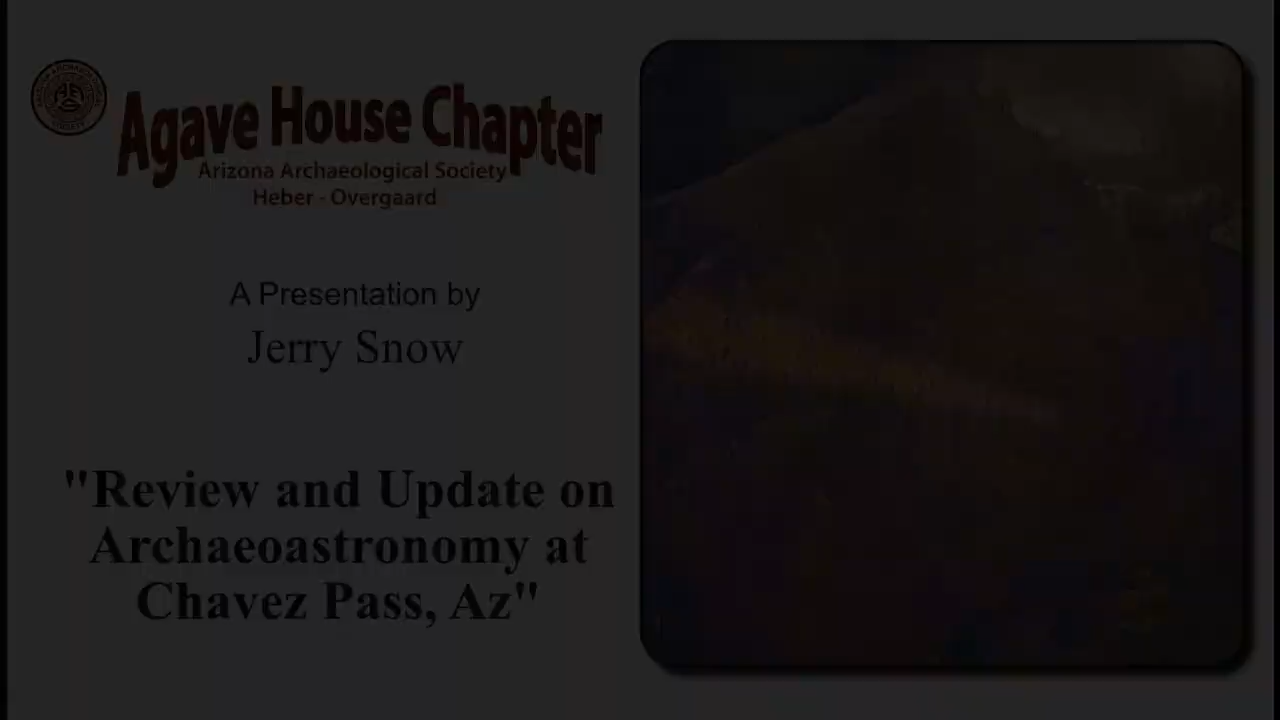 Agave House Chapter
Arizona Archaeological Society
Heber - Overgaard
A Presentation by
Jerry Snow
"Review and Update on
Archaeoastronomy at
Chavez Pass, Az"